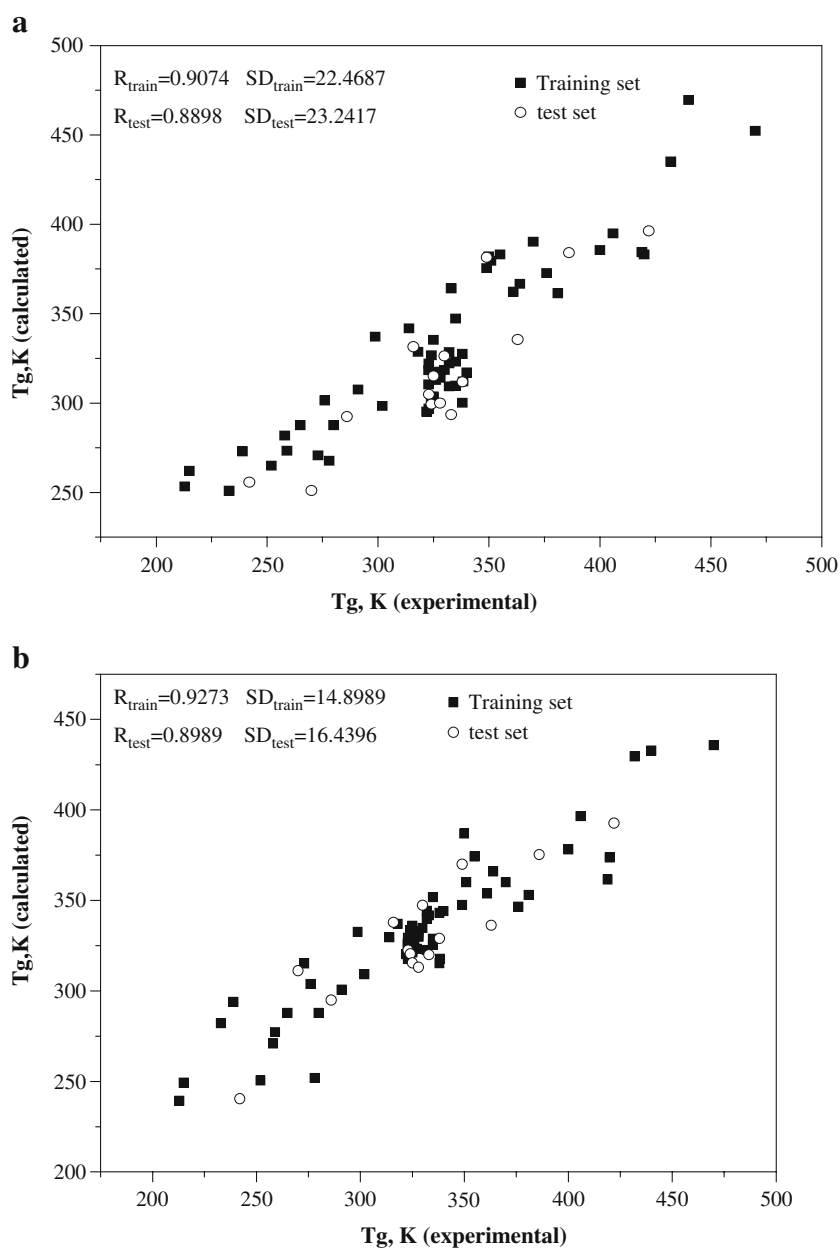 a
500
450
400
350
300
250
R_train=0.9074 SD_train=22.4687
R_test=0.8898 SD_test=23.2417
Training set
test set
Tg,K (calculated)
200 250 300 350 400 450 500
Tg, K (experimental)
b
450
400
350
300
250
200
R_train=0.9273 SD_train=14.8989
R_test=0.8989 SD_test=16.4396
Training set
test set
Tg,K (calculated)
200 250 300 350 400 450 500
Tg, K (experimental)